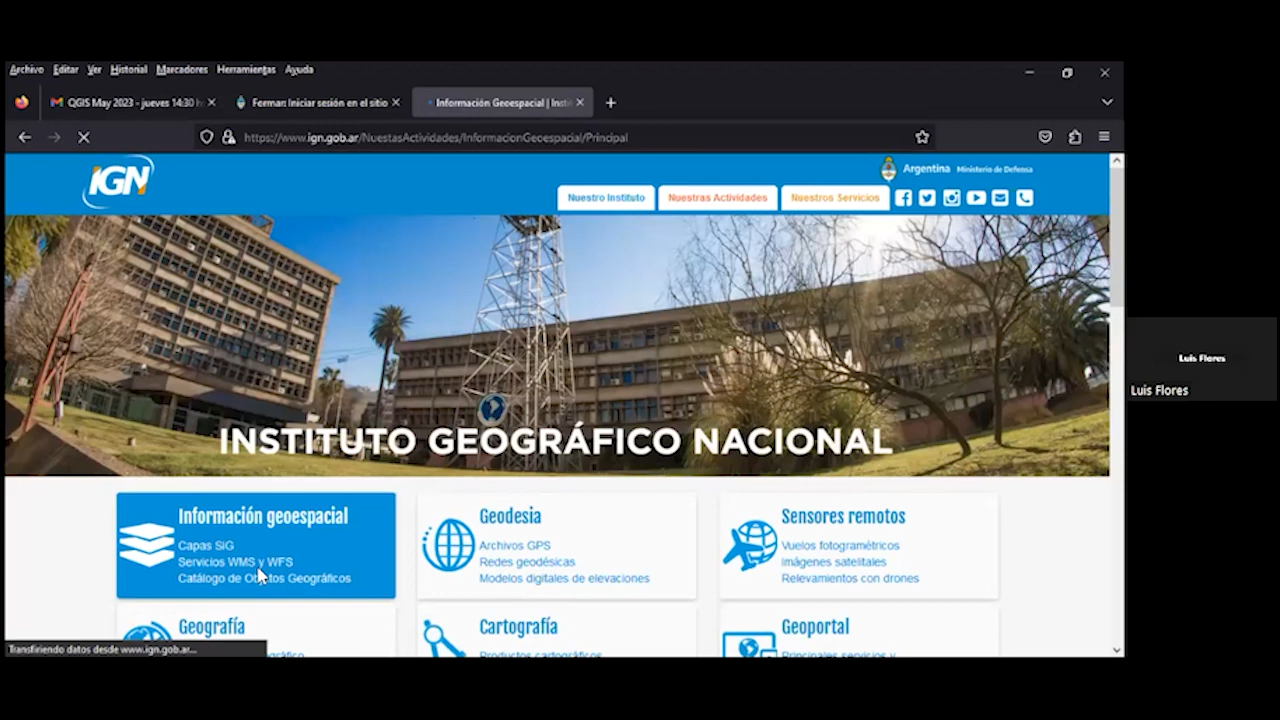 Archivo Editar Ver Historial Marcadores Herramientas Ayuda
QGIS May 2023 - jueves 14:30 h
Ferman: Iniciar sesión en el sitio
Información Geoespacial | Insti
https://www.ign.gob.ar/NuestasActividades/InformacionGeoespacial/Principal
IGN
Argentina Ministerio de Defensa
Nuestro Instituto Nuestras Actividades Nuestros Servicios
INSTITUTO GEOGRÁFICO NACIONAL
Información geoespacial
Capas SIG
Servicios WMS y WFS
Catálogo de Objetos Geográficos
Geodesia
Archivos GPS
Redes geodésicas
Modelos digitales de elevaciones
Sensores remotos
Vuelos fotogramétricos
Imágenes satelitales
Relevamientos con drones
Geografía
Cartografía
Productos cartográficos
Geoportal
Principales servicios y
Transfiriendo datos desde www.ign.gob.ar...
Luis Flores
Luis Flores